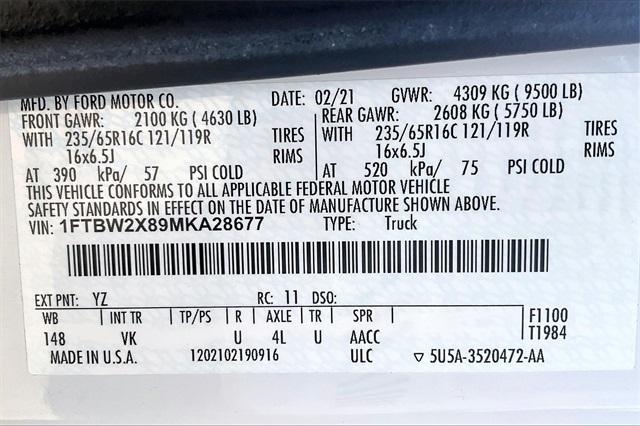 MFD. BY FORD MOTOR CO. DATE: 02/21 GVWR: 4309 KG ( 9500 LB)
FRONT GAWR: 2100 KG ( 4630 LB) REAR GAWR: 2608 KG ( 5750 LB)
WITH 235/65R16C 121/119R TIRES WITH 235/65R16C 121/119R TIRES
16x6.5J RIMS 16x6.5J RIMS
AT 390 kPa/ 57 PSI COLD AT 520 kPa/ 75 PSI COLD
THIS VEHICLE CONFORMS TO ALL APPLICABLE FEDERAL MOTOR VEHICLE
SAFETY STANDARDS IN EFFECT ON THE DATE OF MANUFACTURE SHOWN ABOVE.
VIN: 1FTBW2X89MKA28677 TYPE: Truck
EXT PNT: YZ RC: 11 DSO:
WB | INT TR | TP/PS | R | AXLE | TR | SPR | F1100
148 VK U 4L U AACC T1984
MADE IN U.S.A. 1202102190916 ULC ▽ 5U5A-3520472-AA